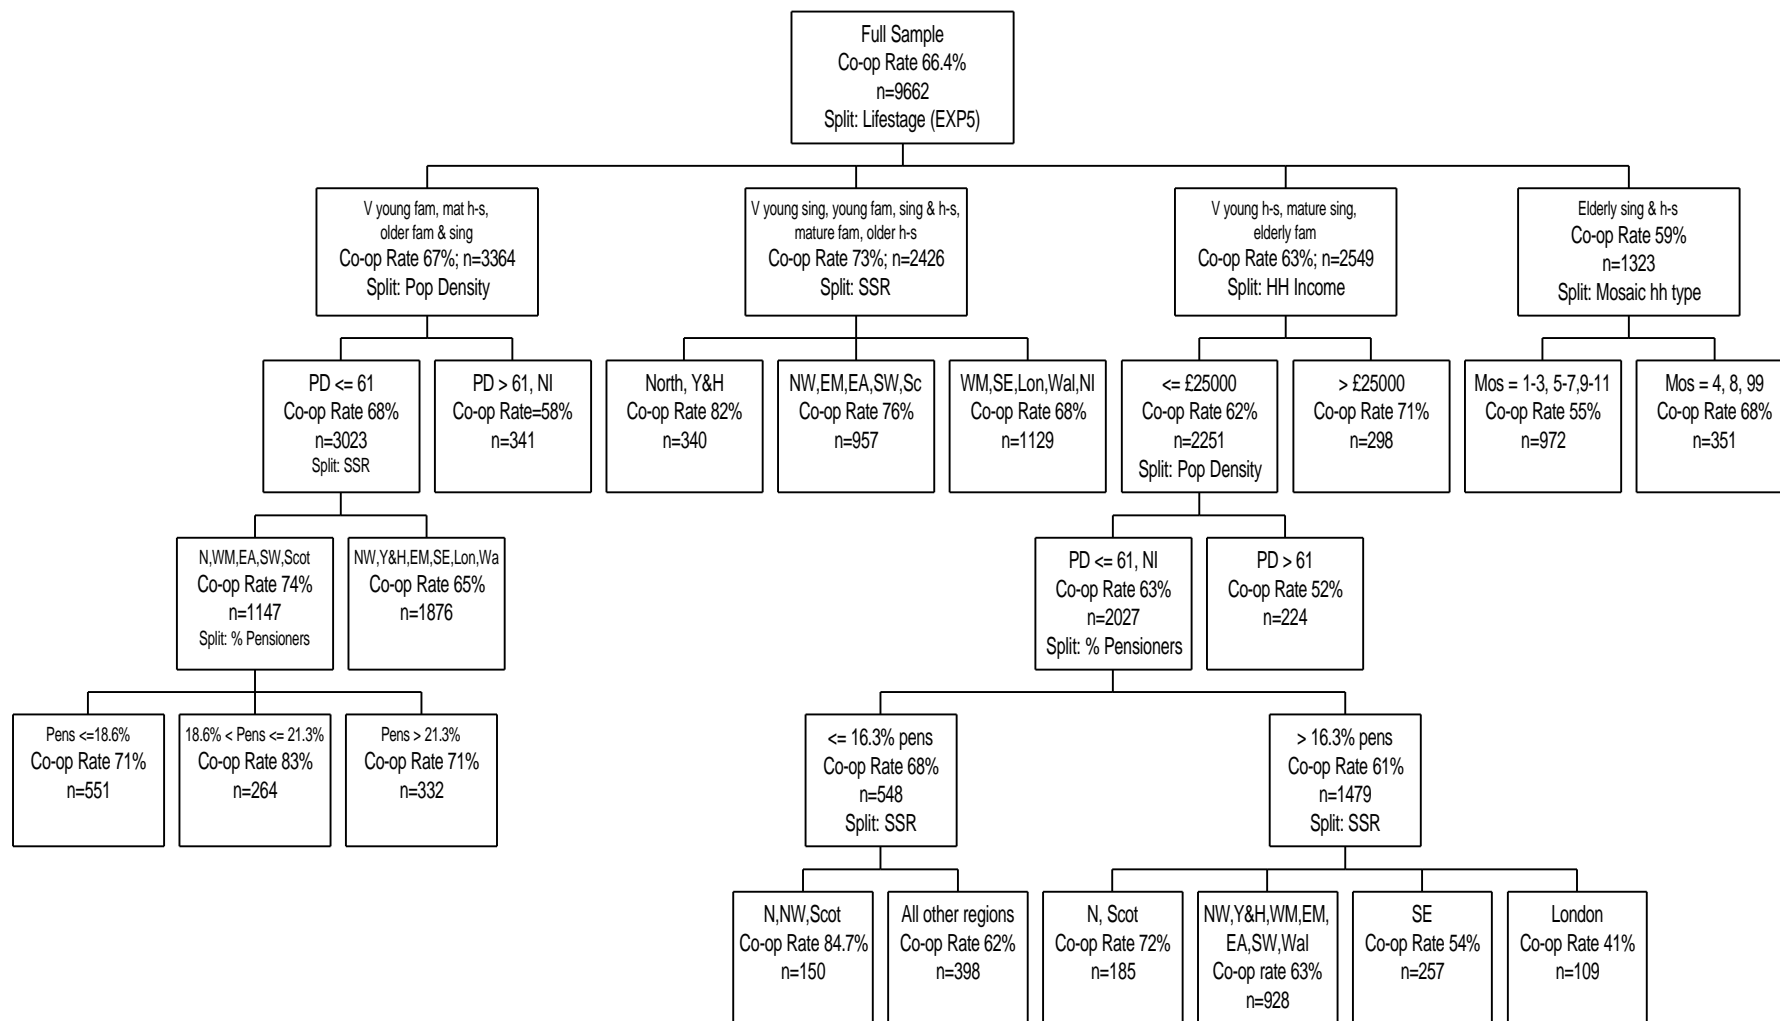 Full Sample
Co-op Rate 66.4%
n=9662
Split: Lifestage (EXP5)
V young fam, mat h-s,
older fam & sing
Co-op Rate 67%; n=3364
Split: Pop Density
V young sing, young fam, sing & h-s,
mature fam, older h-s
Co-op Rate 73%; n=2426
Split: SSR
V young h-s, mature sing,
elderly fam
Co-op Rate 63%; n=2549
Split: HH Income
Elderly sing & h-s
Co-op Rate 59%
n=1323
Split: Mosaic hh type
PD <= 61
Co-op Rate 68%
n=3023
Split: SSR
PD > 61, NI
Co-op Rate=58%
n=341
North, Y&H
Co-op Rate 82%
n=340
NW,EM,EA,SW,Sc
Co-op Rate 76%
n=957
WM,SE,Lon,Wal,NI
Co-op Rate 68%
n=1129
<= £25000
Co-op Rate 62%
n=2251
Split: Pop Density
> £25000
Co-op Rate 71%
n=298
Mos = 1-3, 5-7,9-11
Co-op Rate 55%
n=972
Mos = 4, 8, 99
Co-op Rate 68%
n=351
N,WM,EA,SW,Scot
Co-op Rate 74%
n=1147
Split: % Pensioners
NW,Y&H,EM,SE,Lon,Wa
Co-op Rate 65%
n=1876
PD <= 61, NI
Co-op Rate 63%
n=2027
Split: % Pensioners
PD > 61
Co-op Rate 52%
n=224
Pens <=18.6%
Co-op Rate 71%
n=551
18.6% < Pens <= 21.3%
Co-op Rate 83%
n=264
Pens > 21.3%
Co-op Rate 71%
n=332
<= 16.3% pens
Co-op Rate 68%
n=548
Split: SSR
> 16.3% pens
Co-op Rate 61%
n=1479
Split: SSR
N,NW,Scot
Co-op Rate 84.7%
n=150
All other regions
Co-op Rate 62%
n=398
N, Scot
Co-op Rate 72%
n=185
NW,Y&H,WM,EM,
EA,SW,Wal
Co-op rate 63%
n=928
SE
Co-op Rate 54%
n=257
London
Co-op Rate 41%
n=109